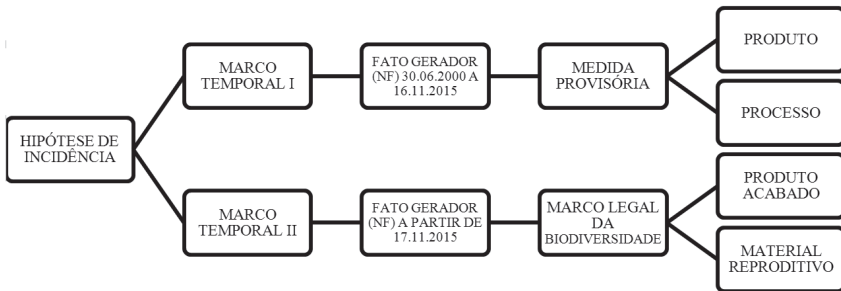 HIPÓTESE DE
INCIDÊNCIA
MARCO
TEMPORAL I
FATO GERADOR
(NF) 30.06.2000 A
16.11.2015
MEDIDA
PROVISÓRIA
PRODUTO
PROCESSO
MARCO
TEMPORAL II
FATO GERADOR
(NF) A PARTIR DE
17.11.2015
MARCO LEGAL
DA
BIODIVERSIDADE
PRODUTO
ACABADO
MATERIAL
REPRODITIVO